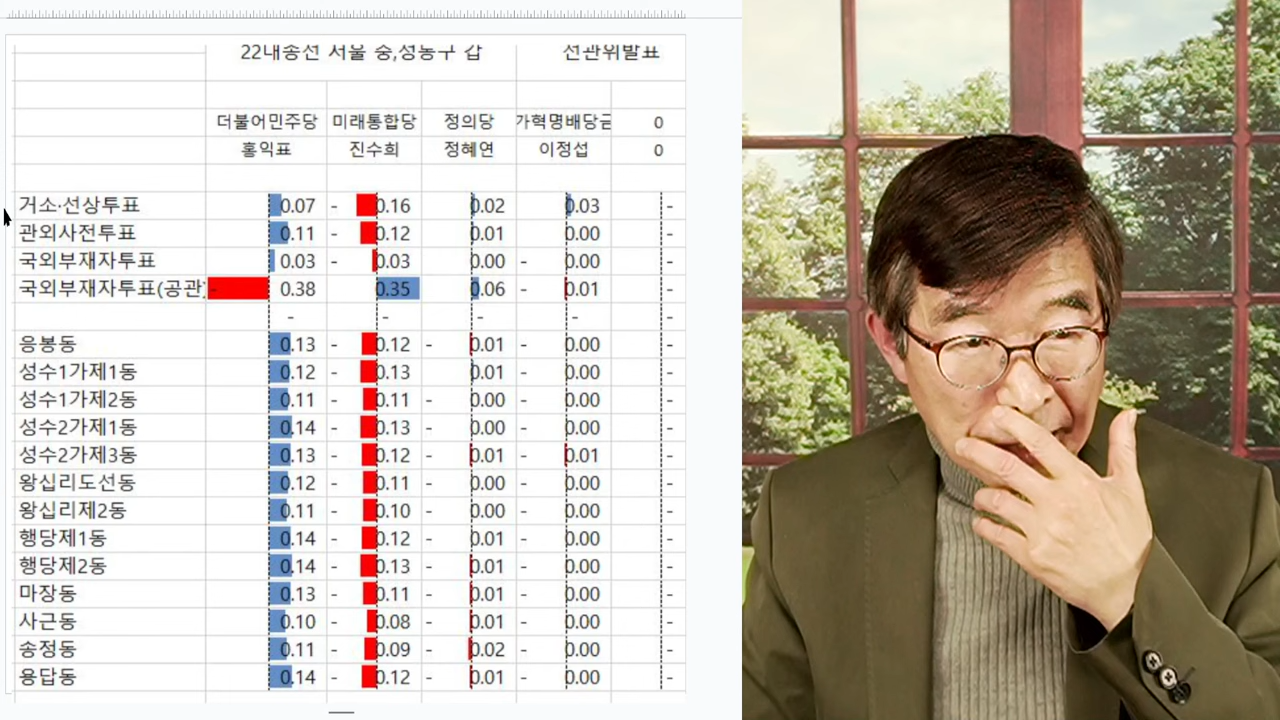 22대총선 서울 중,성동구 갑 선관위발표
더불어민주당 미래통합당 정의당 가혁명배당금 0
홍익표 진수희 정혜연 이정섭 0
거소·선상투표 0.07 - 0.16 0.02 0.03 -
관외사전투표 0.11 - 0.12 0.01 0.00 -
국외부재자투표 0.03 - 0.03 0.00 - 0.00 -
국외부재자투표(공관) - 0.38 0.35 0.06 - 0.01 -
- - - - -
응봉동 0.13 - 0.12 - 0.01 - 0.00 -
성수1가제1동 0.12 - 0.13 - 0.01 - 0.00 -
성수1가제2동 0.11 - 0.11 - 0.00 - 0.00 -
성수2가제1동 0.14 - 0.13 - 0.00 - 0.00 -
성수2가제3동 0.13 - 0.12 - 0.01 - 0.01 -
왕십리도선동 0.12 - 0.11 - 0.00 - 0.00 -
왕십리제2동 0.11 - 0.10 - 0.00 - 0.00 -
행당제1동 0.14 - 0.12 - 0.01 - 0.00 -
행당제2동 0.14 - 0.13 - 0.01 - 0.00 -
마장동 0.13 - 0.11 - 0.01 - 0.00 -
사근동 0.10 - 0.08 - 0.01 - 0.00 -
송정동 0.11 - 0.09 - 0.02 - 0.00 -
용답동 0.14 - 0.12 - 0.01 - 0.00 -